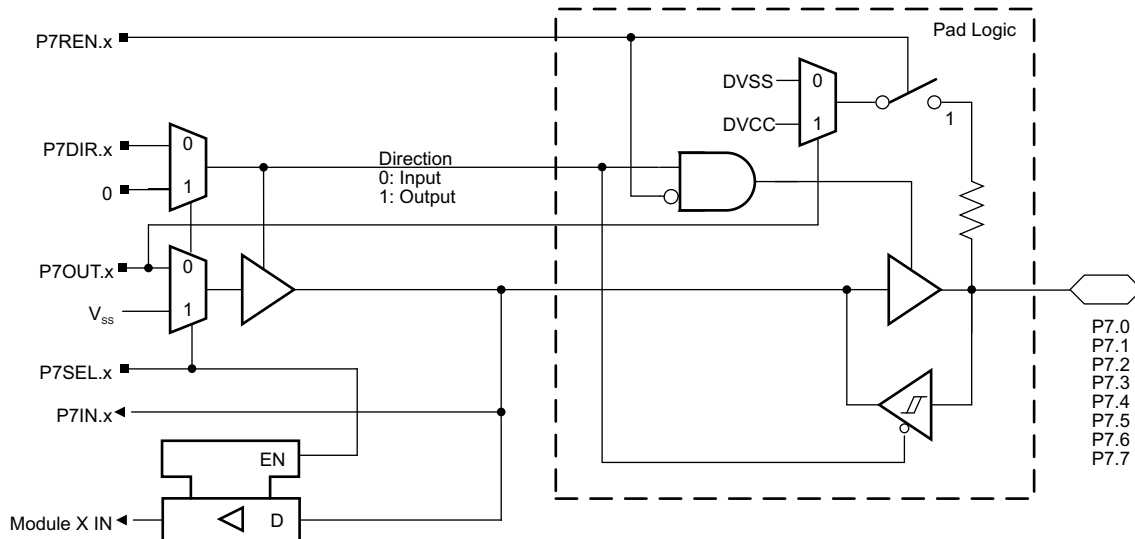 P7REN.x
Pad Logic
DVSS
0
DVCC
1
1
P7DIR.x
0
0
1
Direction
0: Input
1: Output
P7OUT.x
0
VSS
1
P7SEL.x
P7IN.x
EN
D
Module X IN
P7.0
P7.1
P7.2
P7.3
P7.4
P7.5
P7.6
P7.7